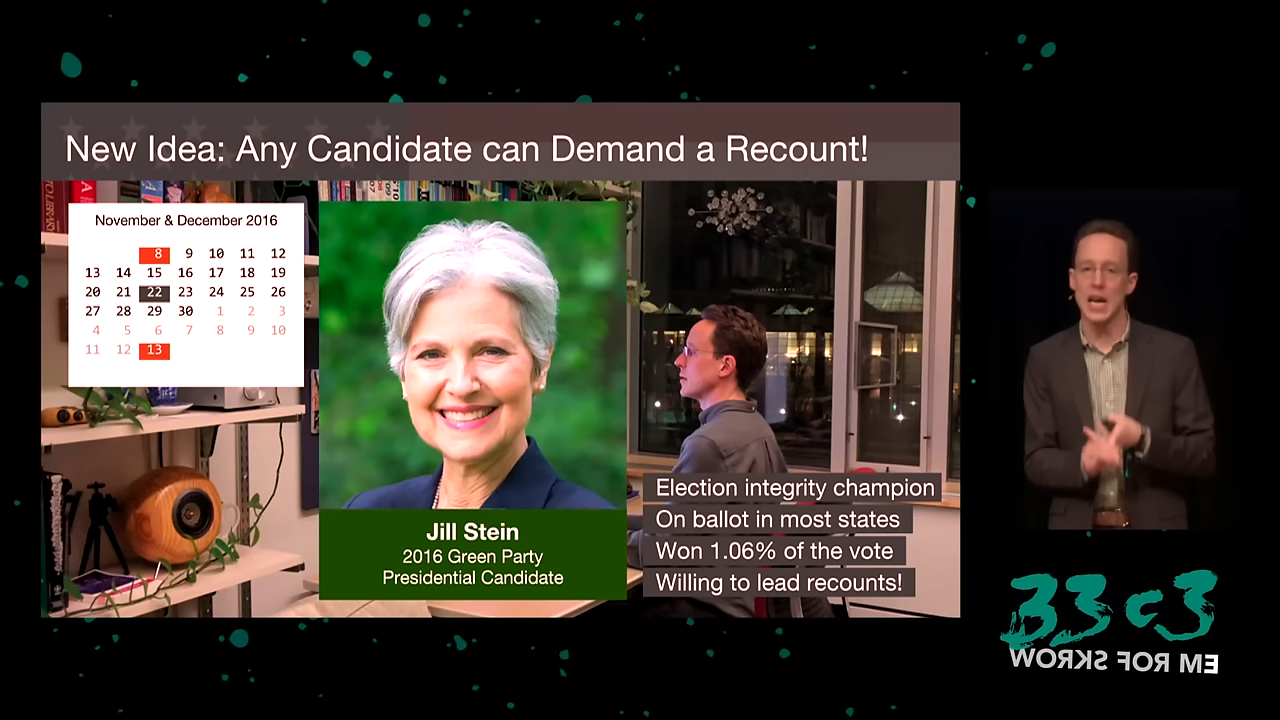 New Idea: Any Candidate can Demand a Recount!
November & December 2016
8 9 10 11 12
13 14 15 16 17 18 19
20 21 22 23 24 25 26
27 28 29 30 1 2 3
4 5 6 7 8 9 10
11 12 13
Jill Stein
2016 Green Party
Presidential Candidate
Election integrity champion
On ballot in most states
Won 1.06% of the vote
Willing to lead recounts!
33c3
WORKS FOR ME